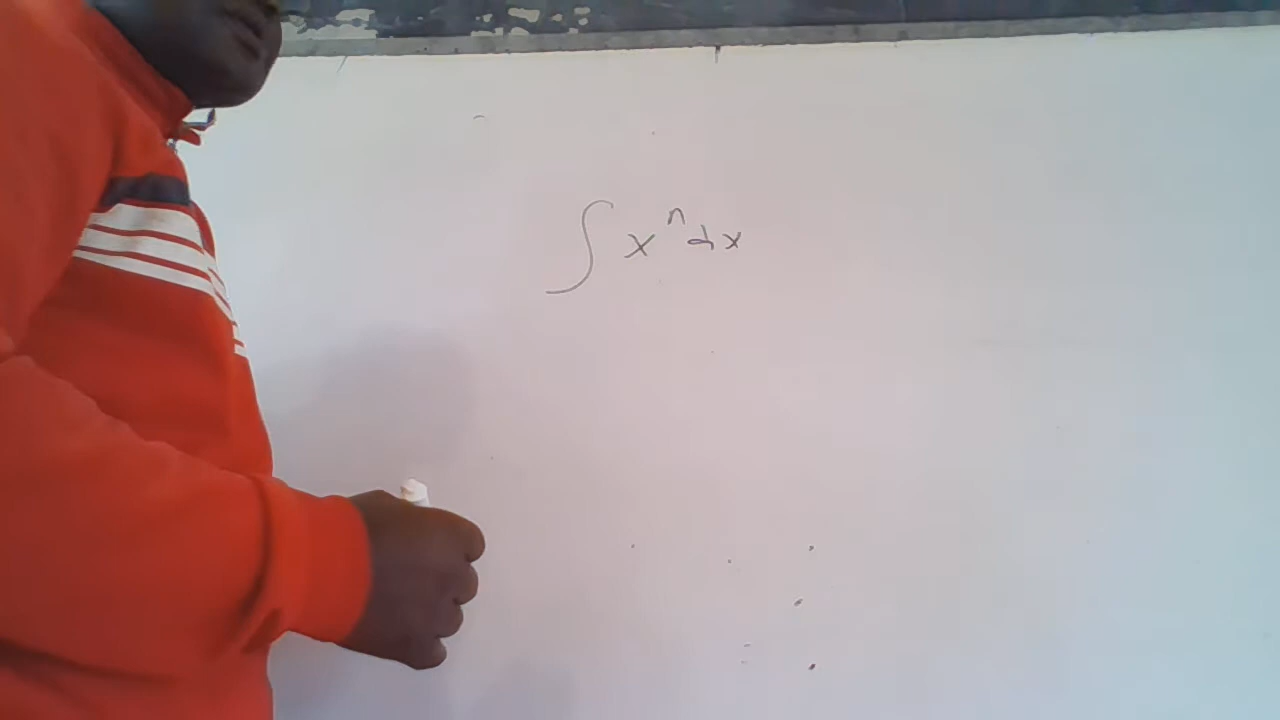 ∫ xⁿ dx